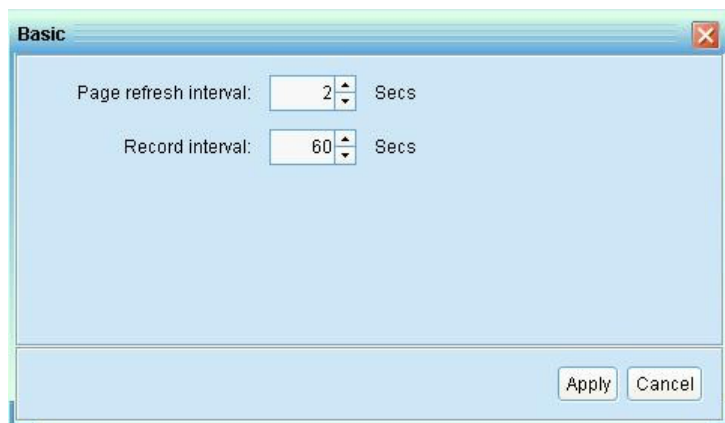 Basic
Page refresh interval: 2 Secs
Record interval: 60 Secs
Apply Cancel